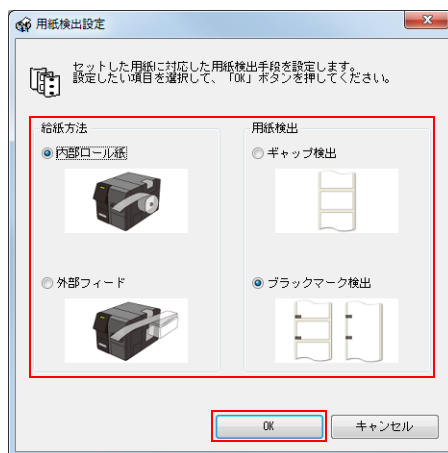 用紙検出設定
セットした用紙に対応した用紙検出手段を設定します。
設定したい項目を選択して、「OK」ボタンを押してください。
給紙方法
内部ロール紙
外部フィード
用紙検出
ギャップ検出
ブラックマーク検出
OK
キャンセル